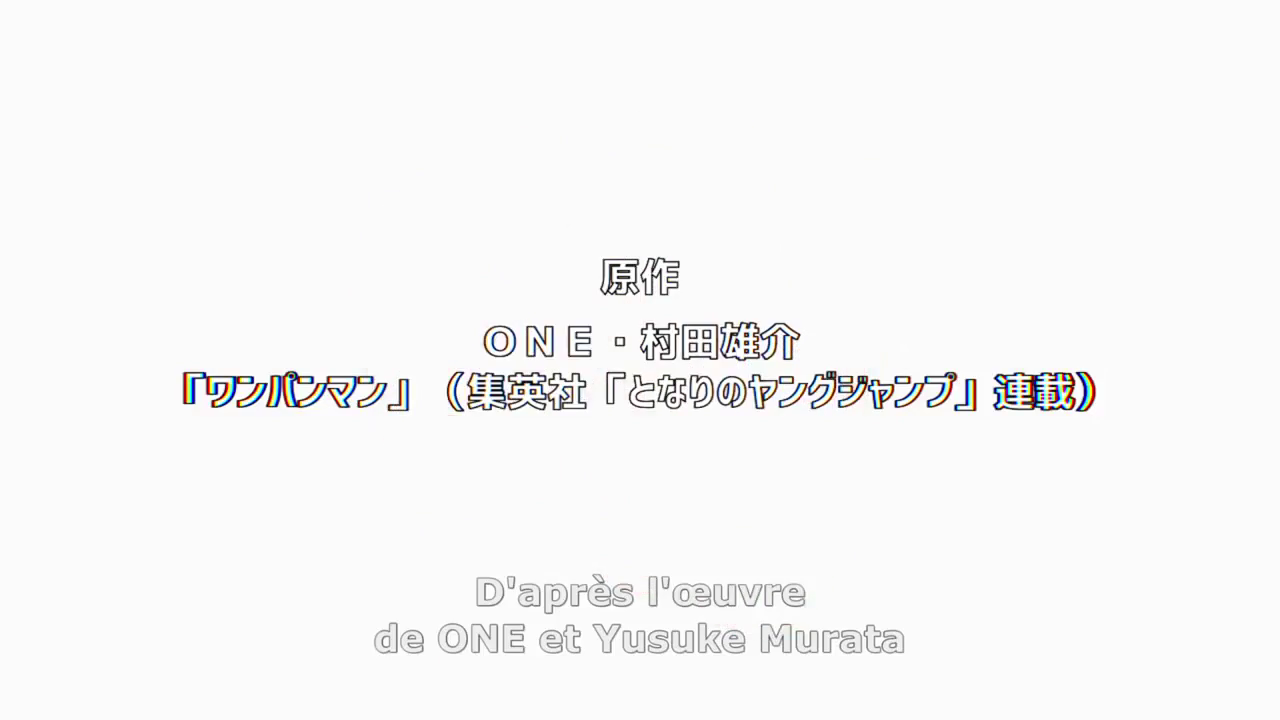 原作
ＯＮＥ・村田雄介
「ワンパンマン」（集英社「となりのヤングジャンプ」連載）
D'après l'œuvre
de ONE et Yusuke Murata